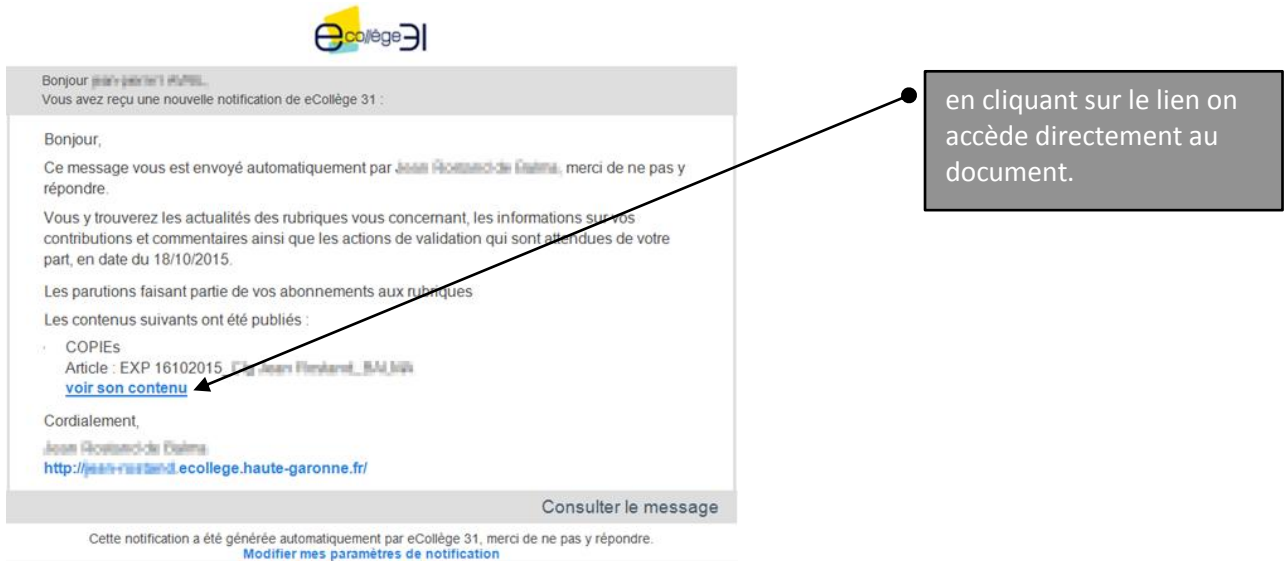 ecollège31
Bonjour
Vous avez reçu une nouvelle notification de eCollège 31 :
Bonjour,
Ce message vous est envoyé automatiquement par , merci de ne pas y
répondre.
Vous y trouverez les actualités des rubriques vous concernant, les informations sur vos
contributions et commentaires ainsi que les actions de validation qui sont attendues de votre
part, en date du 18/10/2015.
Les parutions faisant partie de vos abonnements aux rubriques
Les contenus suivants ont été publiés :
· COPIEs
Article : EXP 16102015_
voir son contenu
Cordialement,
http:// .ecollege.haute-garonne.fr/
Consulter le message
Cette notification a été générée automatiquement par eCollège 31, merci de ne pas y répondre.
Modifier mes paramètres de notification
en cliquant sur le lien on
accède directement au
document.